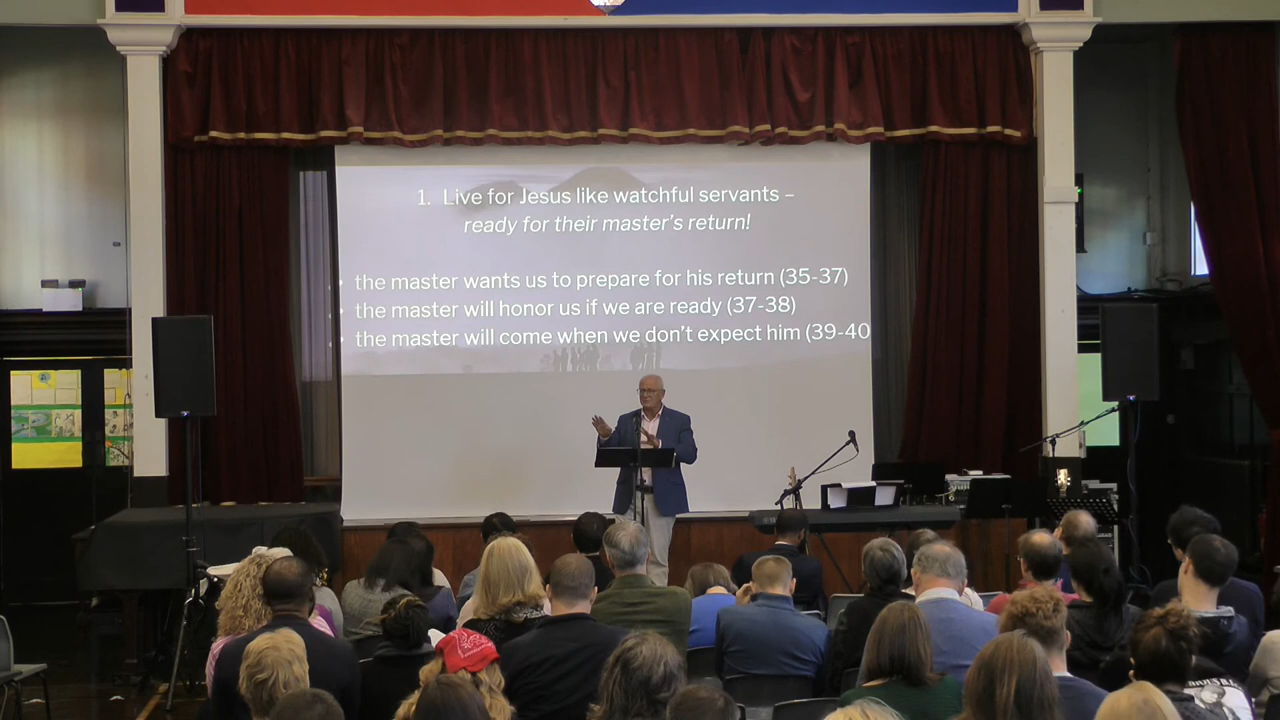 1. Live for Jesus like watchful servants –
ready for their master's return!
• the master wants us to prepare for his return (35-37)
• the master will honor us if we are ready (37-38)
• the master will come when we don't expect him (39-40